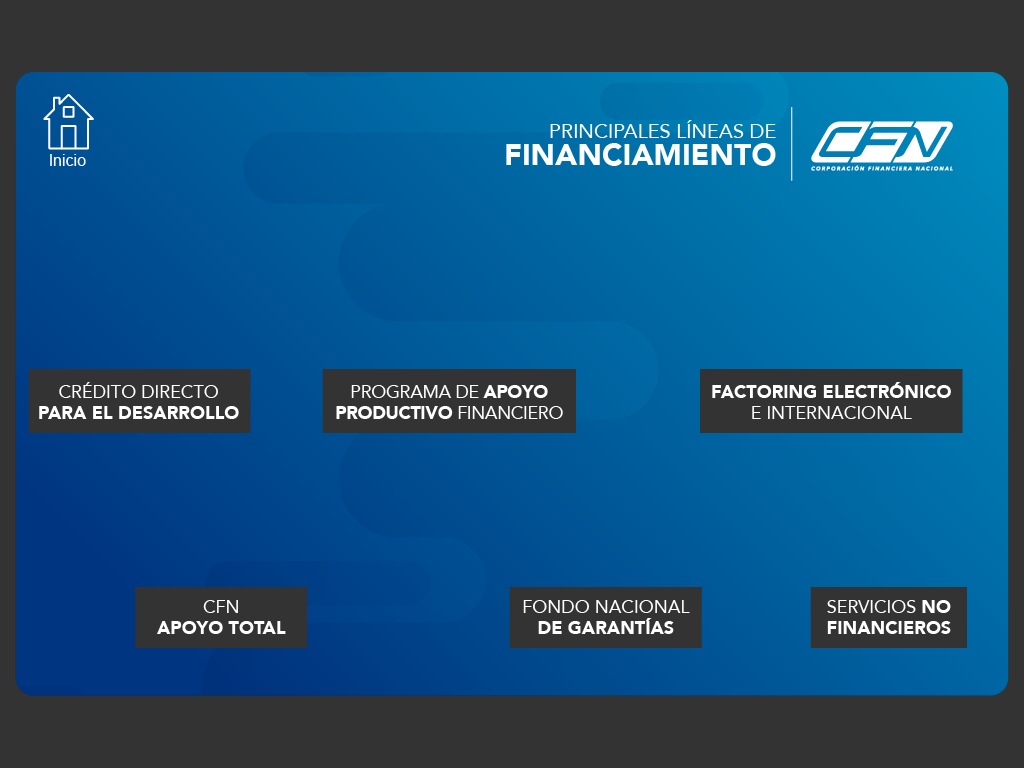 Inicio
PRINCIPALES LÍNEAS DE
FINANCIAMIENTO
CFN
CORPORACIÓN FINANCIERA NACIONAL
CRÉDITO DIRECTO
PARA EL DESARROLLO
PROGRAMA DE APOYO
PRODUCTIVO FINANCIERO
FACTORING ELECTRÓNICO
E INTERNACIONAL
CFN
APOYO TOTAL
FONDO NACIONAL
DE GARANTÍAS
SERVICIOS NO
FINANCIEROS